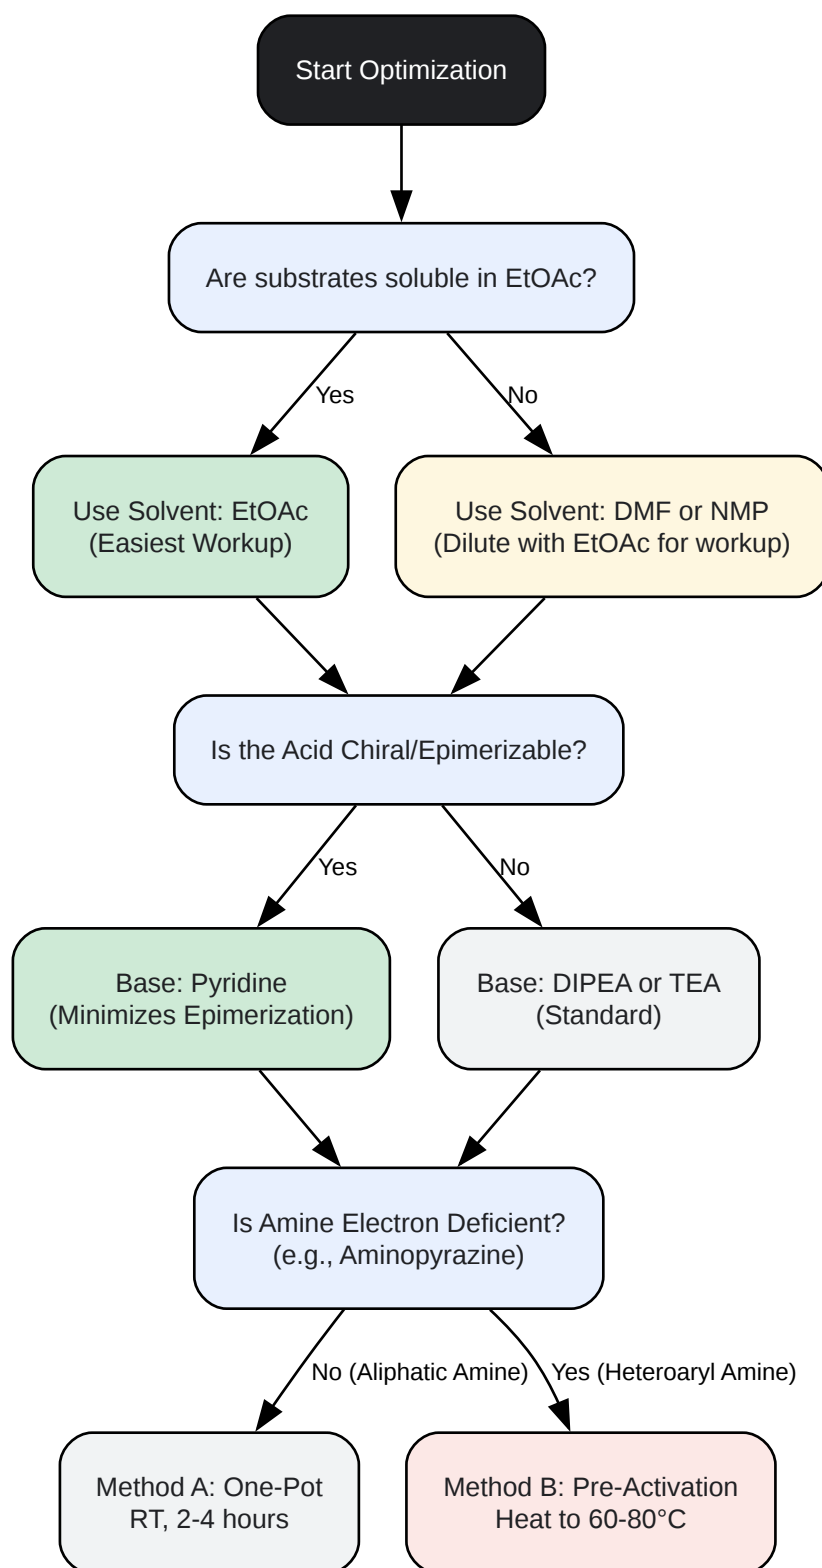 Start Optimization
Are substrates soluble in EtOAc?
Yes
No
Use Solvent: EtOAc
(Easiest Workup)
Use Solvent: DMF or NMP
(Dilute with EtOAc for workup)
Is the Acid Chiral/Epimerizable?
Yes
No
Base: Pyridine
(Minimizes Epimerization)
Base: DIPEA or TEA
(Standard)
Is Amine Electron Deficient?
(e.g., Aminopyrazine)
No (Aliphatic Amine)
Yes (Heteroaryl Amine)
Method A: One-Pot
RT, 2-4 hours
Method B: Pre-Activation
Heat to 60-80°C